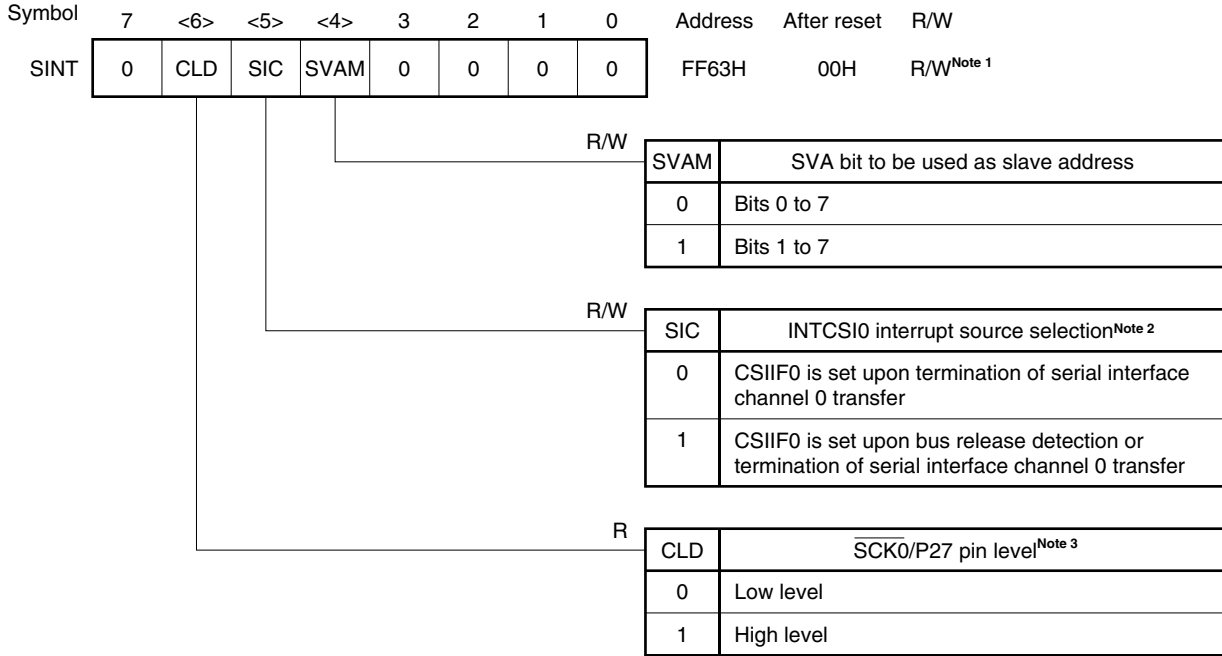 Symbol 7 <6> <5> <4> 3 2 1 0 Address After reset R/W
SINT 0 CLD SIC SVAM 0 0 0 0 FF63H 00H R/WNote 1
R/W
SVAM SVA bit to be used as slave address
0 Bits 0 to 7
1 Bits 1 to 7
R/W
SIC INTCSI0 interrupt source selectionNote 2
0 CSIIF0 is set upon termination of serial interface
channel 0 transfer
1 CSIIF0 is set upon bus release detection or
termination of serial interface channel 0 transfer
R
CLD S̅C̅K̅0̅/P27 pin levelNote 3
0 Low level
1 High level